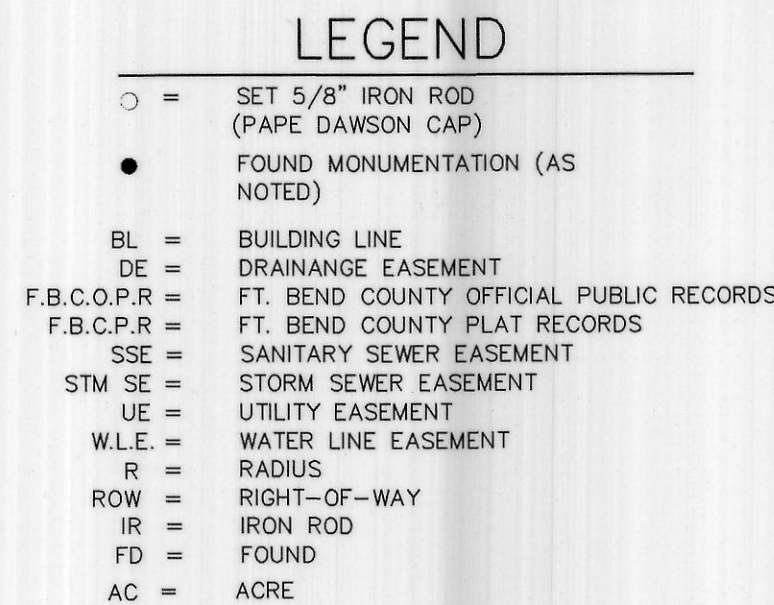 LEGEND
○ = SET 5/8" IRON ROD
(PAPE DAWSON CAP)
● FOUND MONUMENTATION (AS
NOTED)
BL = BUILDING LINE
DE = DRAINANGE EASEMENT
F.B.C.O.P.R = FT. BEND COUNTY OFFICIAL PUBLIC RECORDS
F.B.C.P.R = FT. BEND COUNTY PLAT RECORDS
SSE = SANITARY SEWER EASEMENT
STM SE = STORM SEWER EASEMENT
UE = UTILITY EASEMENT
W.L.E. = WATER LINE EASEMENT
R = RADIUS
ROW = RIGHT-OF-WAY
IR = IRON ROD
FD = FOUND
AC = ACRE